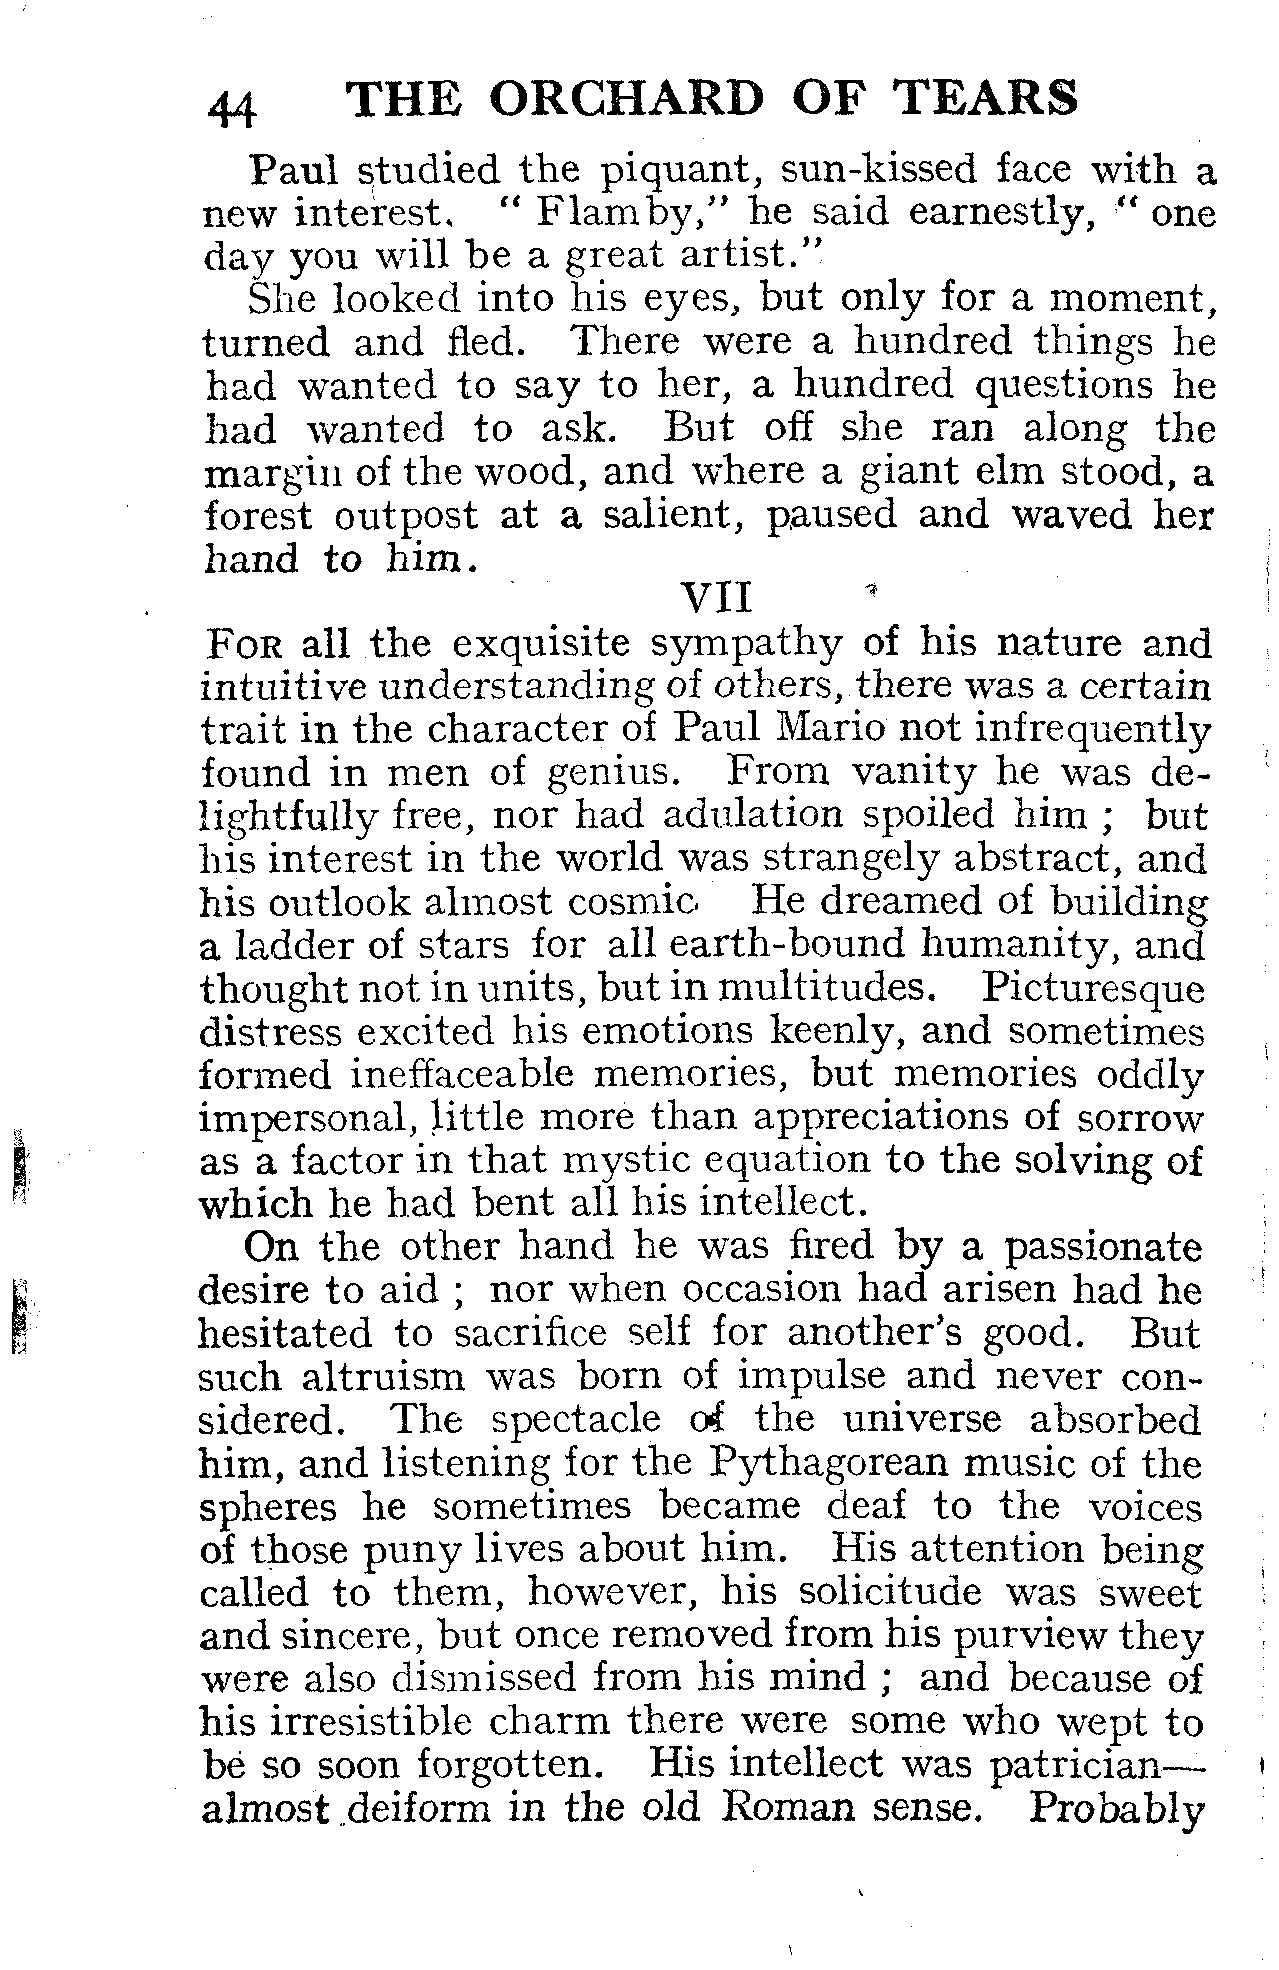 44 THE ORCHARD OF TEARS
Paul studied the piquant, sun-kissed face with a
new interest. “ Flamby,” he said earnestly, “ one
day you will be a great artist.”
She looked into his eyes, but only for a moment,
turned and fled. There were a hundred things he
had wanted to say to her, a hundred questions he
had wanted to ask. But off she ran along the
margin of the wood, and where a giant elm stood, a
forest outpost at a salient, paused and waved her
hand to him.
VII
FOR all the exquisite sympathy of his nature and
intuitive understanding of others, there was a certain
trait in the character of Paul Mario not infrequently
found in men of genius. From vanity he was de-
lightfully free, nor had adulation spoiled him ; but
his interest in the world was strangely abstract, and
his outlook almost cosmic. He dreamed of building
a ladder of stars for all earth-bound humanity, and
thought not in units, but in multitudes. Picturesque
distress excited his emotions keenly, and sometimes
formed ineffaceable memories, but memories oddly
impersonal, little more than appreciations of sorrow
as a factor in that mystic equation to the solving of
which he had bent all his intellect.
On the other hand he was fired by a passionate
desire to aid ; nor when occasion had arisen had he
hesitated to sacrifice self for another's good. But
such altruism was born of impulse and never con-
sidered. The spectacle of the universe absorbed
him, and listening for the Pythagorean music of the
spheres he sometimes became deaf to the voices
of those puny lives about him. His attention being
called to them, however, his solicitude was sweet
and sincere, but once removed from his purview they
were also dismissed from his mind ; and because of
his irresistible charm there were some who wept to
be so soon forgotten. His intellect was patrician—
almost deiform in the old Roman sense. Probably